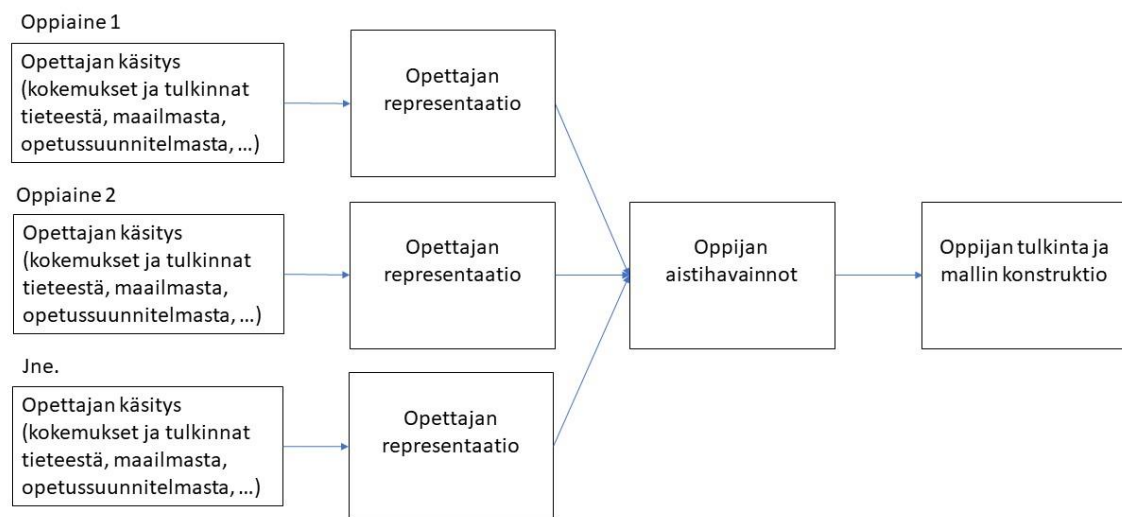 Oppiaine 1
Opettajan käsitys
(kokemukset ja tulkinnat
tieteestä, maailmasta,
opetussuunnitelmasta, ...)
Opettajan
representaatio
Oppiaine 2
Opettajan käsitys
(kokemukset ja tulkinnat
tieteestä, maailmasta,
opetussuunnitelmasta, ...)
Opettajan
representaatio
Oppijan
aistihavainnot
Oppijan tulkinta ja
mallin konstruktio
Jne.
Opettajan käsitys
(kokemukset ja tulkinnat
tieteestä, maailmasta,
opetussuunnitelmasta, ...)
Opettajan
representaatio